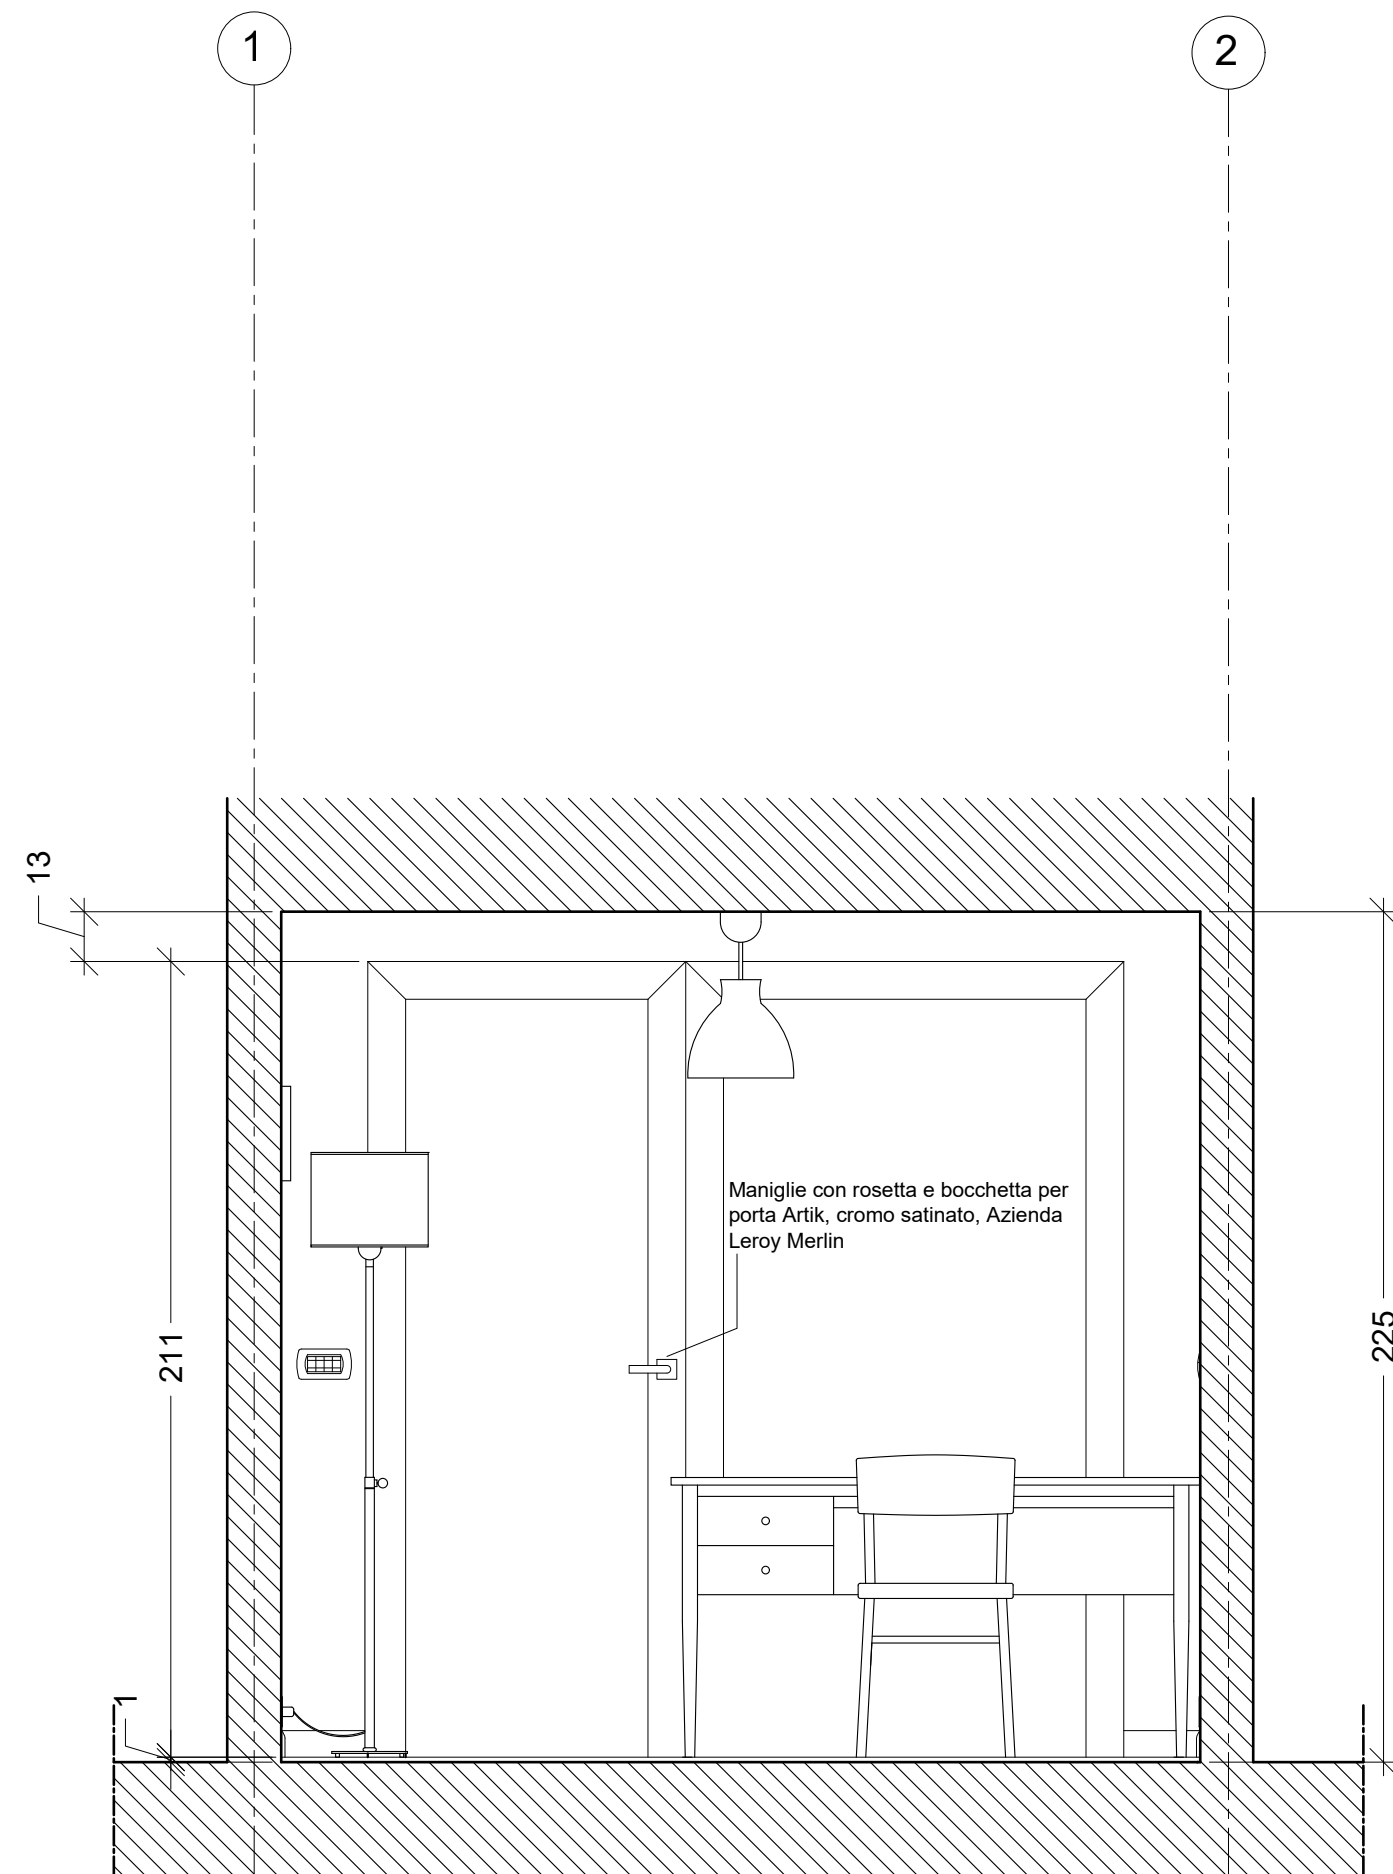 1
2
13
Maniglie con rosetta e bocchetta per
porta Artik, cromo satinato, Azienda
Leroy Merlin
211
225
1